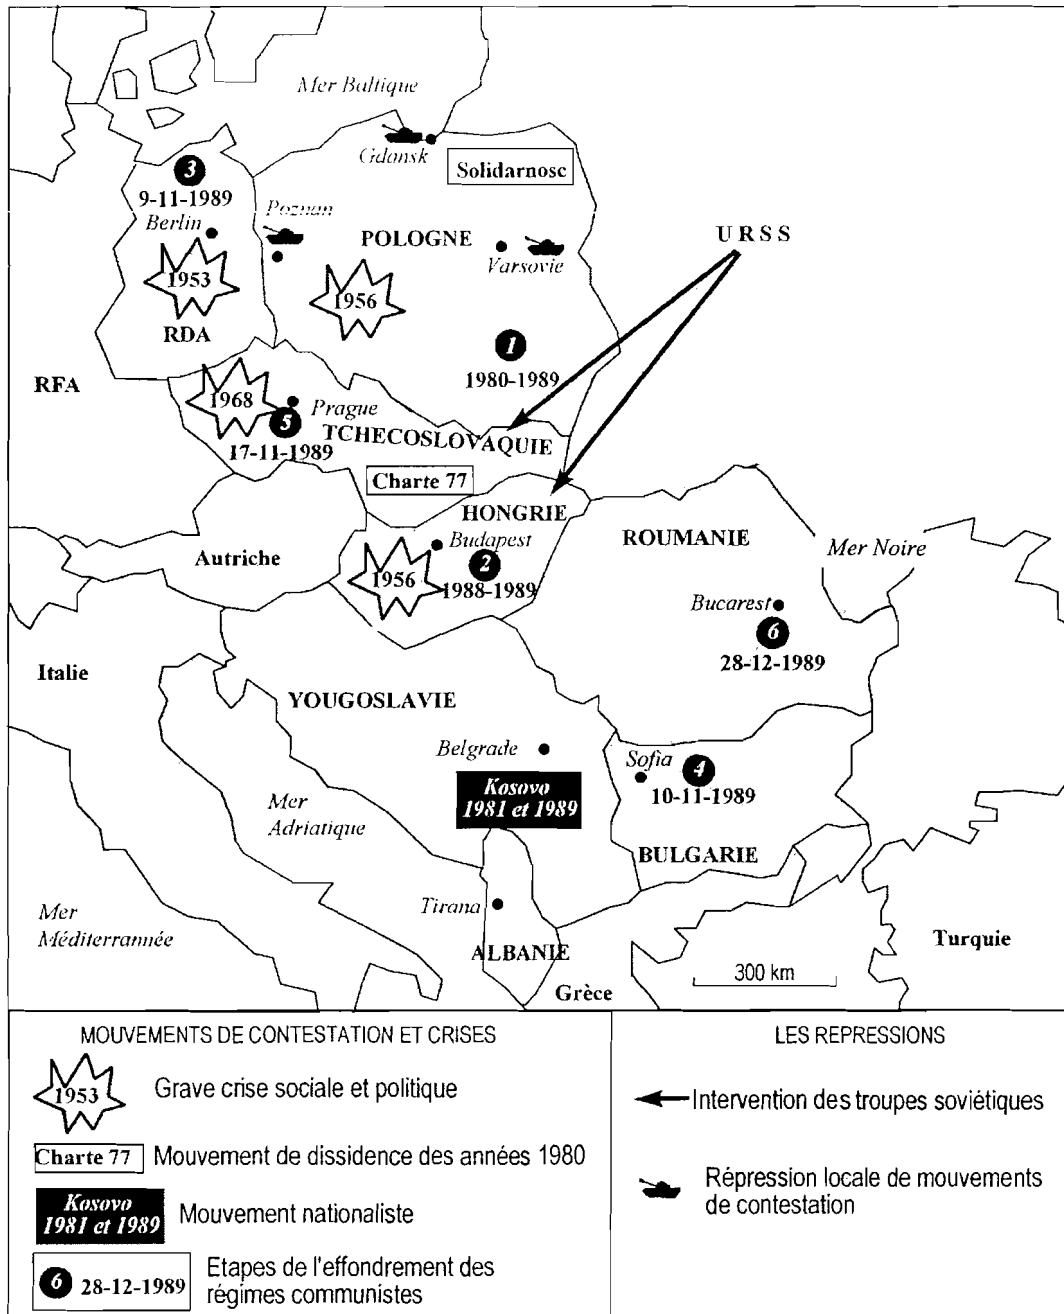 Mer Baltique
Gdansk
Solidarnosc
3
9-11-1989
Berlin
Poznan
POLOGNE
Varsovie
URSS
1953
1956
RDA
1
1980-1989
RFA
1968
Prague
5
17-11-1989
TCHECOSLOVAQUIE
Charte 77
HONGRIE
Budapest
1956
2
1988-1989
Autriche
ROUMANIE
Mer Noire
Bucarest
6
28-12-1989
Italie
YOUGOSLAVIE
Belgrade
Kosovo
1981 et 1989
Sofia
4
10-11-1989
BULGARIE
Mer
Adriatique
Tirana
ALBANIE
Mer
Méditerrannée
Grèce
300 km
Turquie
MOUVEMENTS DE CONTESTATION ET CRISES
1953 Grave crise sociale et politique
Charte 77 Mouvement de dissidence des années 1980
Kosovo
1981 et 1989 Mouvement nationaliste
6 28-12-1989 Etapes de l'effondrement des
régimes communistes
LES REPRESSIONS
Intervention des troupes soviétiques
Répression locale de mouvements
de contestation